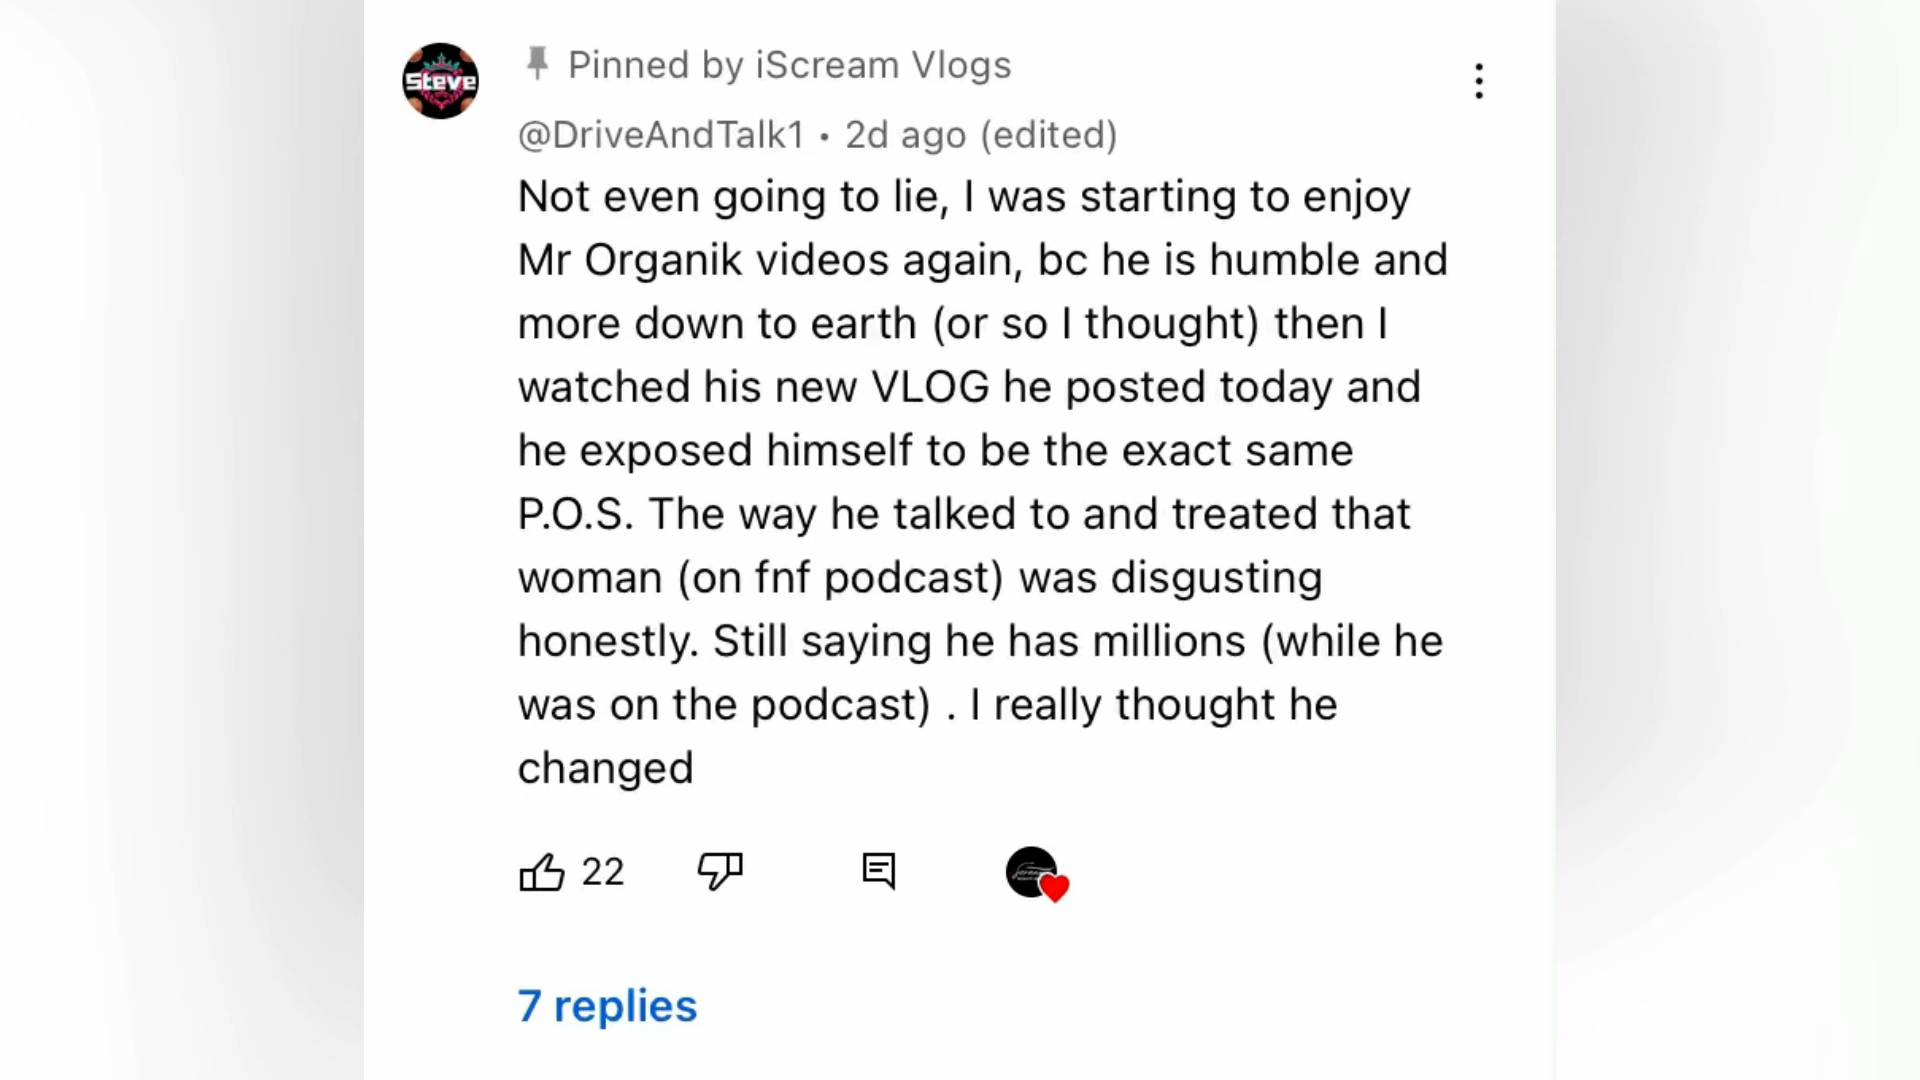 Steve
Pinned by iScream Vlogs
@DriveAndTalk1 • 2d ago (edited)
Not even going to lie, I was starting to enjoy
Mr Organik videos again, bc he is humble and
more down to earth (or so I thought) then I
watched his new VLOG he posted today and
he exposed himself to be the exact same
P.O.S. The way he talked to and treated that
woman (on fnf podcast) was disgusting
honestly. Still saying he has millions (while he
was on the podcast) . I really thought he
changed
22
7 replies